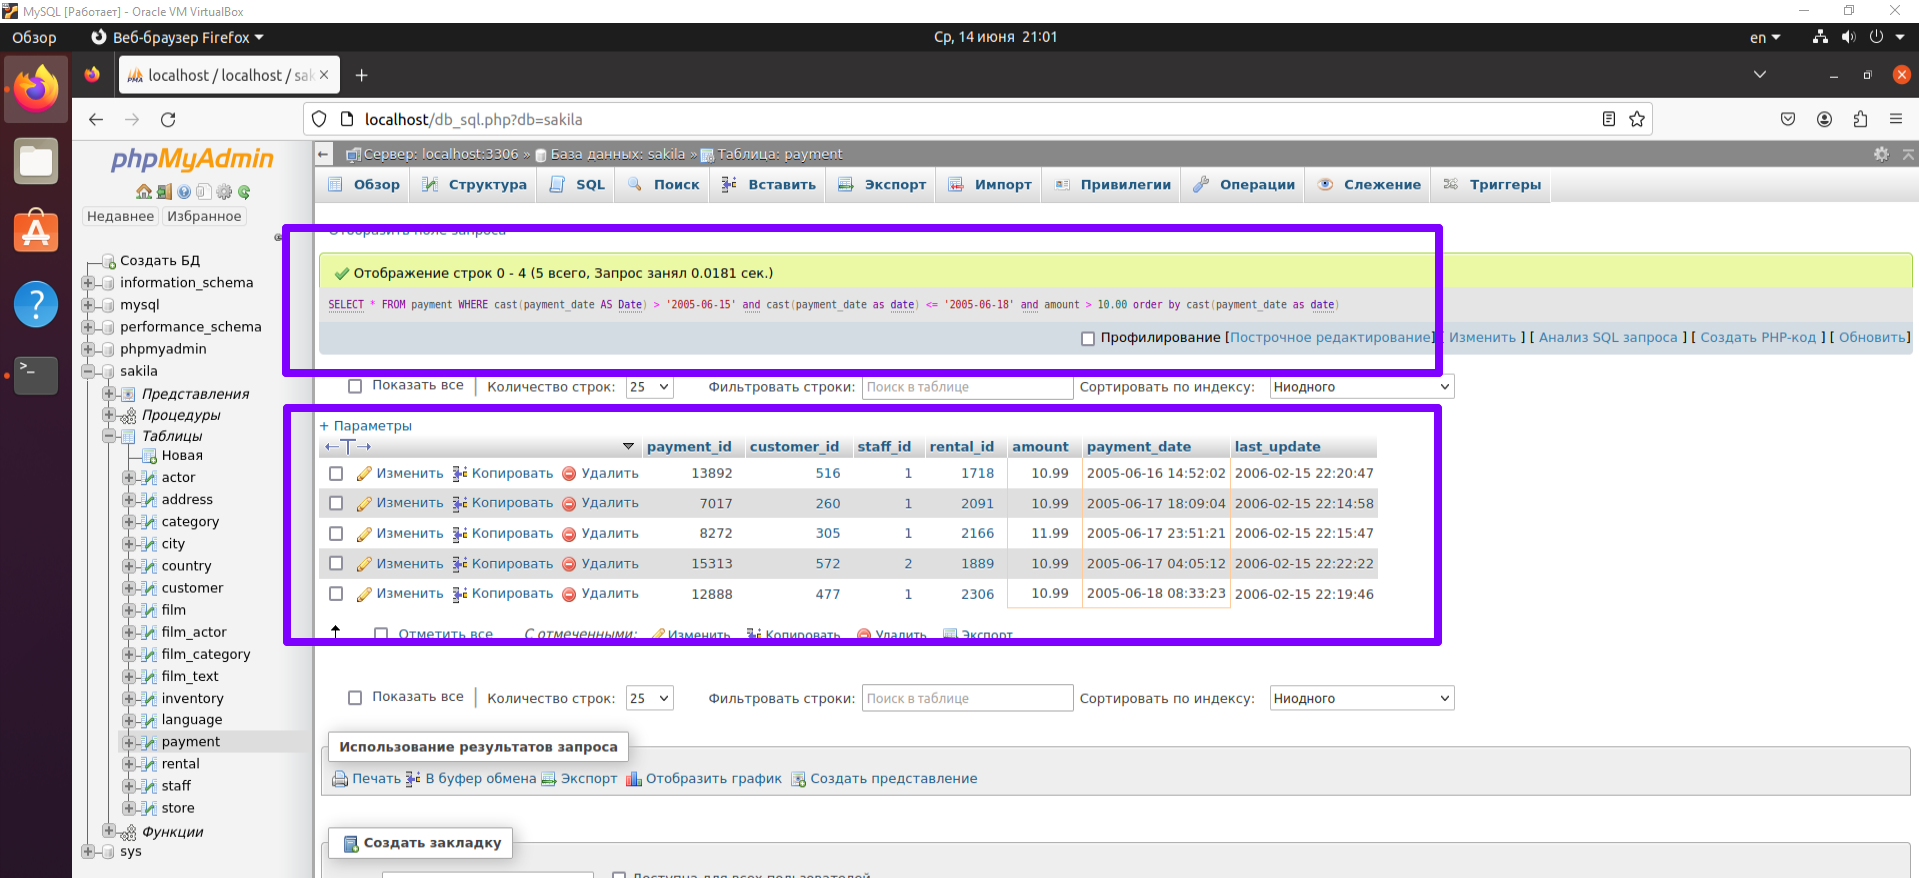 MySQL [Работает] - Oracle VM VirtualBox
Обзор Веб-браузер Firefox Ср, 14 июня 21:01 en
localhost / localhost / sak
localhost/db_sql.php?db=sakila
phpMyAdmin
Недавнее Избранное
Создать БД
information_schema
mysql
performance_schema
phpmyadmin
sakila
Представления
Процедуры
Таблицы
Новая
actor
address
category
city
country
customer
film
film_actor
film_category
film_text
inventory
language
payment
rental
staff
store
Функции
sys
Сервер: localhost:3306 » База данных: sakila » Таблица: payment
Обзор Структура SQL Поиск Вставить Экспорт Импорт Привилегии Операции Слежение Триггеры
Отобразить поле запроса
Отображение строк 0 - 4 (5 всего, Запрос занял 0.0181 сек.)
SELECT * FROM payment WHERE cast(payment_date AS Date) > '2005-06-15' and cast(payment_date as date) <= '2005-06-18' and amount > 10.00 order by cast(payment_date as date)
Профилирование [Построчное редактирование] [ Изменить ] [ Анализ SQL запроса ] [ Создать PHP-код ] [ Обновить]
Показать все | Количество строк: 25 Фильтровать строки: Поиск в таблице Сортировать по индексу: Ниодного
+ Параметры
←T→ payment_id customer_id staff_id rental_id amount payment_date last_update
Изменить Копировать Удалить 13892 516 1 1718 10.99 2005-06-16 14:52:02 2006-02-15 22:20:47
Изменить Копировать Удалить 7017 260 1 2091 10.99 2005-06-17 18:09:04 2006-02-15 22:14:58
Изменить Копировать Удалить 8272 305 1 2166 11.99 2005-06-17 23:51:21 2006-02-15 22:15:47
Изменить Копировать Удалить 15313 572 2 1889 10.99 2005-06-17 04:05:12 2006-02-15 22:22:22
Изменить Копировать Удалить 12888 477 1 2306 10.99 2005-06-18 08:33:23 2006-02-15 22:19:46
Отметить все С отмеченными: Изменить Копировать Удалить Экспорт
Показать все | Количество строк: 25 Фильтровать строки: Поиск в таблице Сортировать по индексу: Ниодного
Использование результатов запроса
Печать В буфер обмена Экспорт Отобразить график Создать представление
Создать закладку
Доступна для всех пользователей